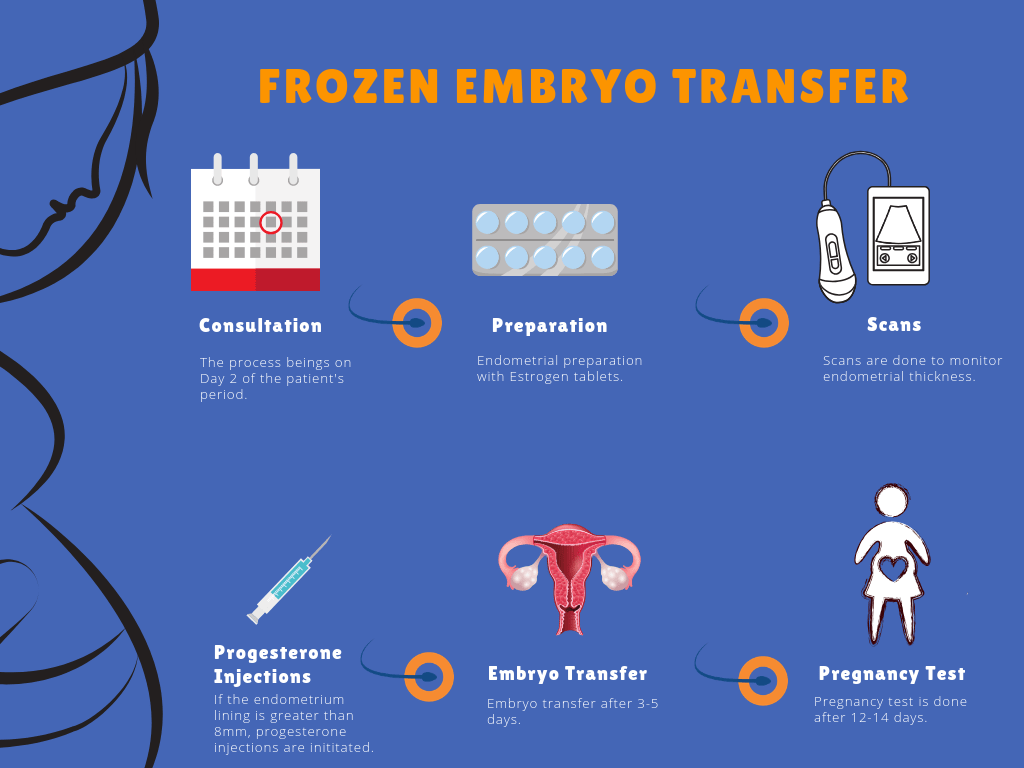 FROZEN EMBRYO TRANSFER
Consultation
The process beings on
Day 2 of the patient's
period.
Preparation
Endometrial preparation
with Estrogen tablets.
Scans
Scans are done to monitor
endometrial thickness.
Progesterone
Injections
If the endometrium
lining is greater than
8mm, progesterone
injections are inititated.
Embryo Transfer
Embryo transfer after 3-5
days.
Pregnancy Test
Pregnancy test is done
after 12-14 days.